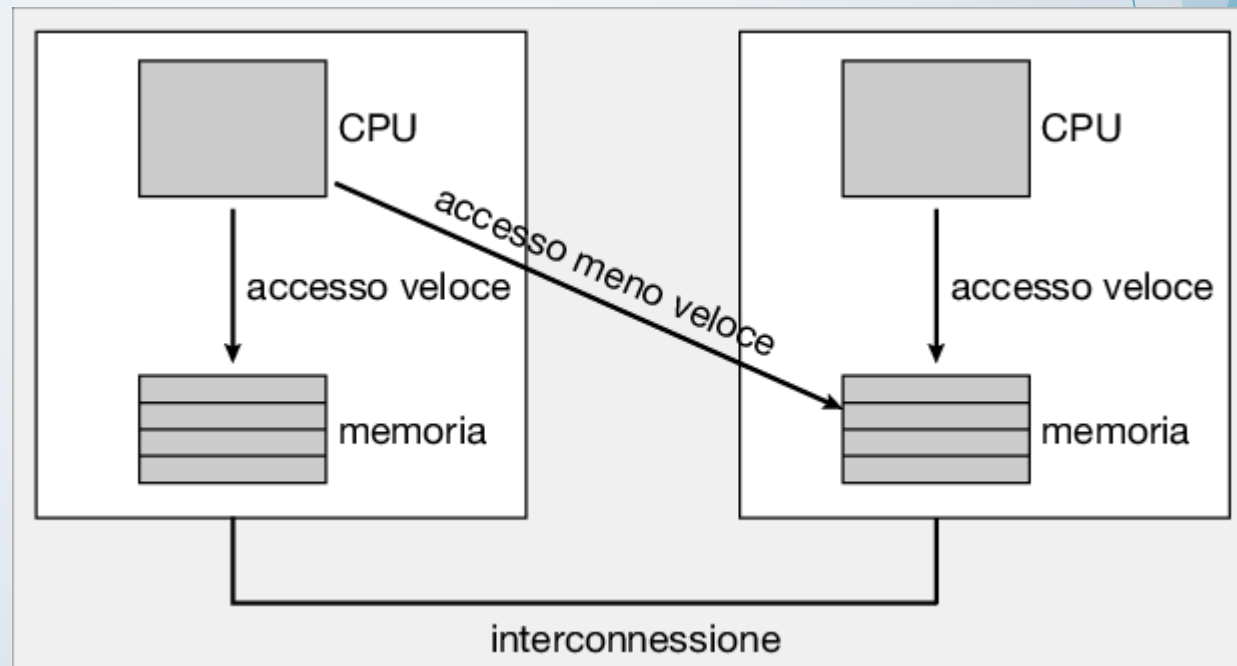 CPU
CPU
accesso meno veloce
accesso veloce
accesso veloce
memoria
memoria
interconnessione